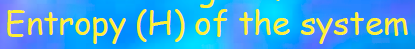 Entropy (H) of the system